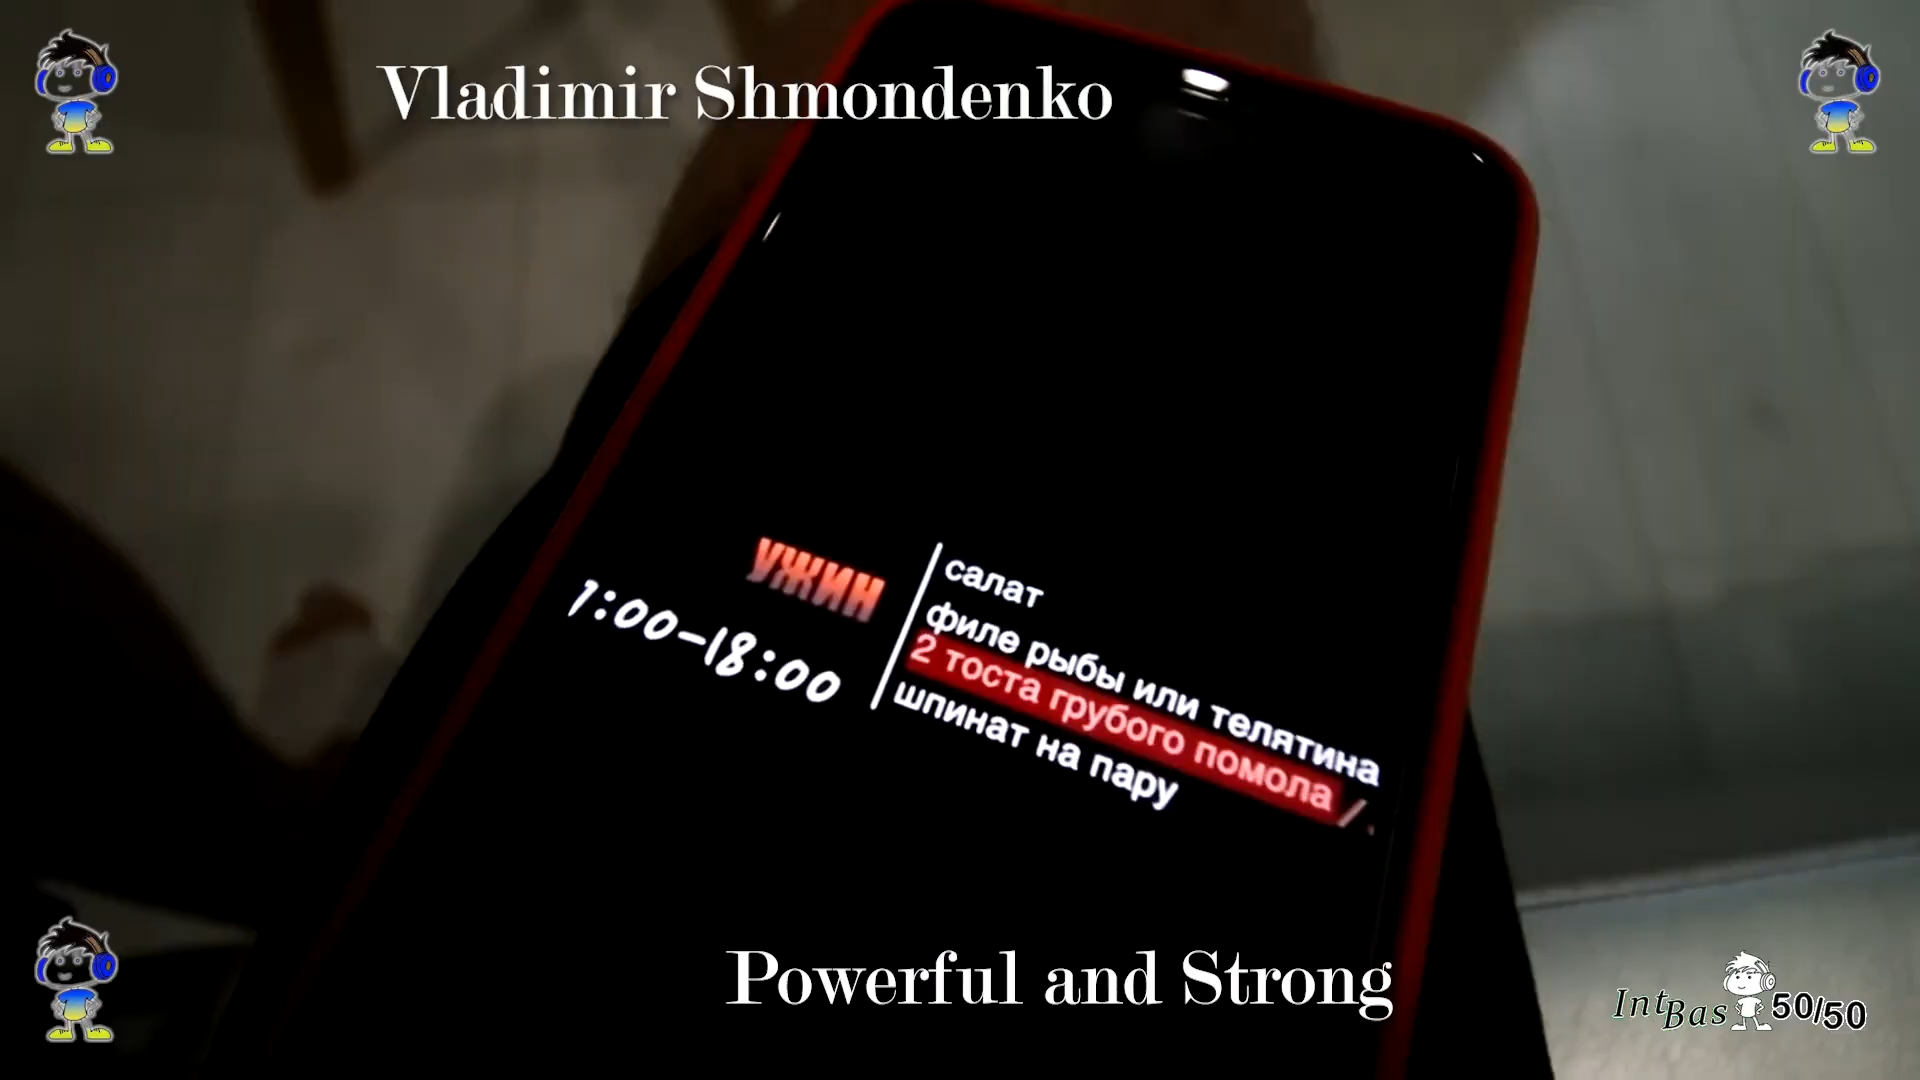 Vladimir Shmondenko
УЖИН
7:00-18:00
салат
филе рыбы или телятина
2 тоста грубого помола
шпинат на пару
Powerful and Strong
IntBas 50/50